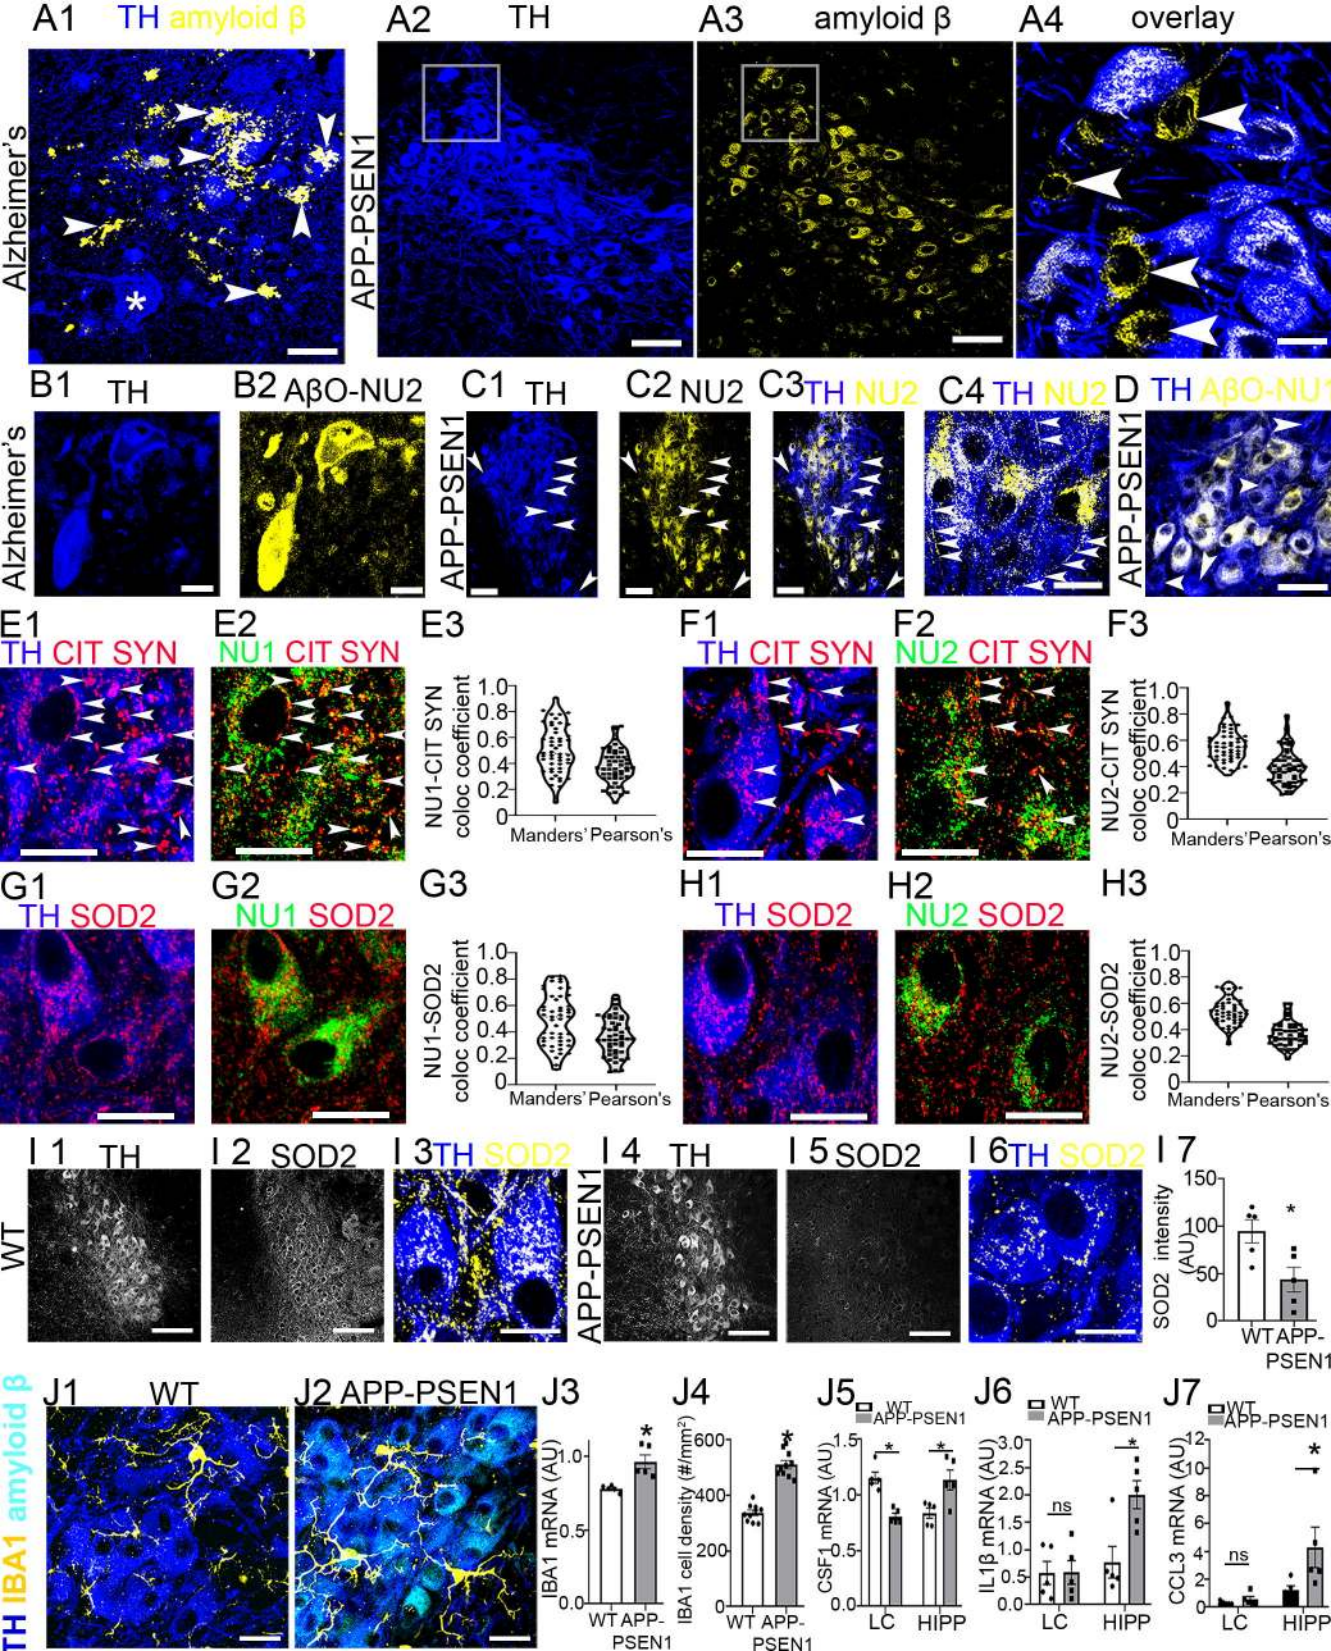 A1 TH amyloid β
A2 TH
A3 amyloid β
A4 overlay
Alzheimer's
APP-PSEN1
*
B1 TH
B2 AβO-NU2
C1 TH
C2 NU2
C3 TH NU2
C4 TH NU2
D TH AβO-NU1
Alzheimer's
APP-PSEN1
APP-PSEN1
E1
TH CIT SYN
E2
NU1 CIT SYN
E3
NU1-CIT SYN
coloc coefficient
1.0
0.8
0.6
0.4
0.2
0
Manders' Pearson's
F1
TH CIT SYN
F2
NU2 CIT SYN
F3
NU2-CIT SYN
coloc coefficient
1.0
0.8
0.6
0.4
0.2
0
Manders' Pearson's
G1
TH SOD2
G2
NU1 SOD2
G3
NU1-SOD2
coloc coefficient
1.0
0.8
0.6
0.4
0.2
0
Manders' Pearson's
H1
TH SOD2
H2
NU2 SOD2
H3
NU2-SOD2
coloc coefficient
1.0
0.8
0.6
0.4
0.2
0
Manders' Pearson's
I 1 TH
I 2 SOD2
I 3 TH SOD2
I 4 TH
I 5 SOD2
I 6 TH SOD2
I 7
WT
APP-PSEN1
SOD2 intensity
(AU)
150
100
50
0
*
WT APP-
PSEN1
TH IBA1 amyloid β
J1 WT
J2 APP-PSEN1
J3
IBA1 mRNA (AU)
1.0
0.5
0.0
*
WT APP-
PSEN1
J4
IBA1 cell density (#/mm²)
600
400
200
0
*
WT APP-
PSEN1
J5
WT
APP-PSEN1
CSF1 mRNA (AU)
1.5
1.0
0.5
0.0
* *
LC HIPP
J6
WT
APP-PSEN1
IL1β mRNA (AU)
3.0
2.5
2.0
1.5
1.0
0.5
0.0
ns *
LC HIPP
J7
WT
APP-PSEN1
CCL3 mRNA (AU)
12
10
8
6
4
2
0
ns *
LC HIPP